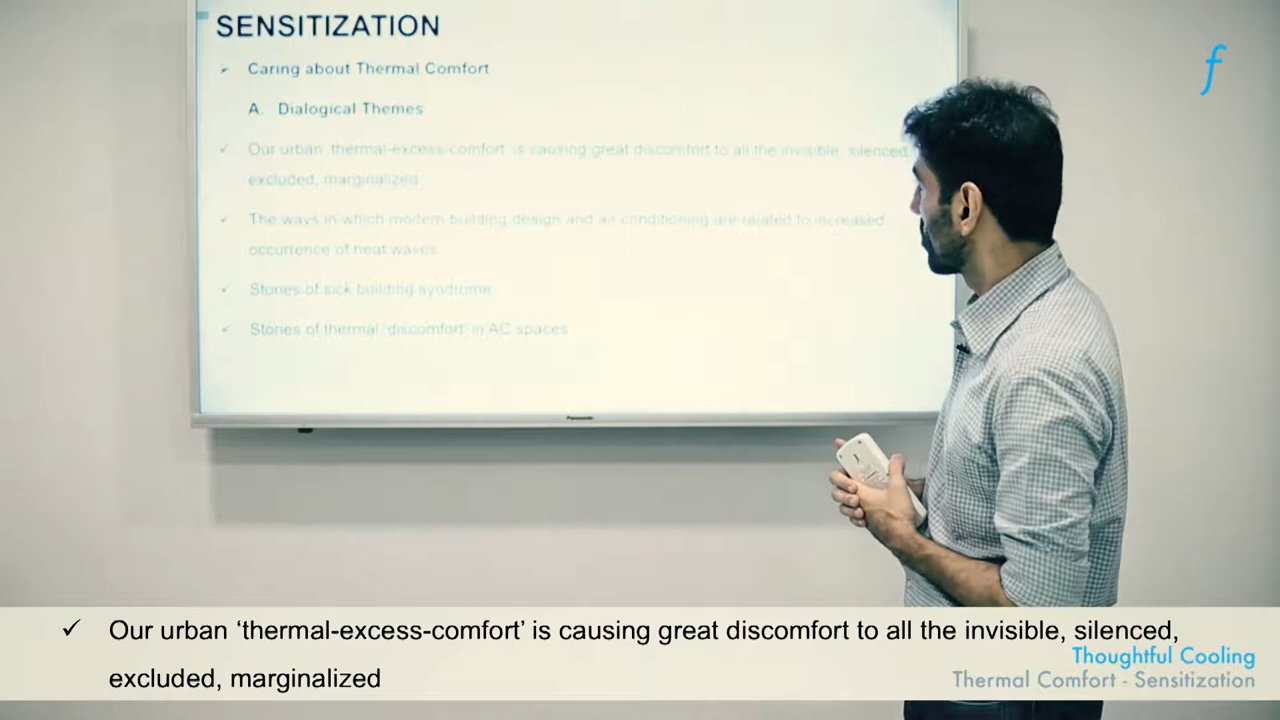 SENSITIZATION
➢ Caring about Thermal Comfort
A. Dialogical Themes
✓ Our urban 'thermal-excess-comfort' is causing great discomfort to all the invisible, silenced,
excluded, marginalized
✓ The ways in which modern-building design and air conditioning are related to increased
occurrence of heat waves
✓ Stories of sick building syndrome
✓ Stories of thermal 'discomfort' in AC spaces
Panasonic
f
✓ Our urban ‘thermal-excess-comfort’ is causing great discomfort to all the invisible, silenced,
excluded, marginalized
Thoughtful Cooling
Thermal Comfort - Sensitization